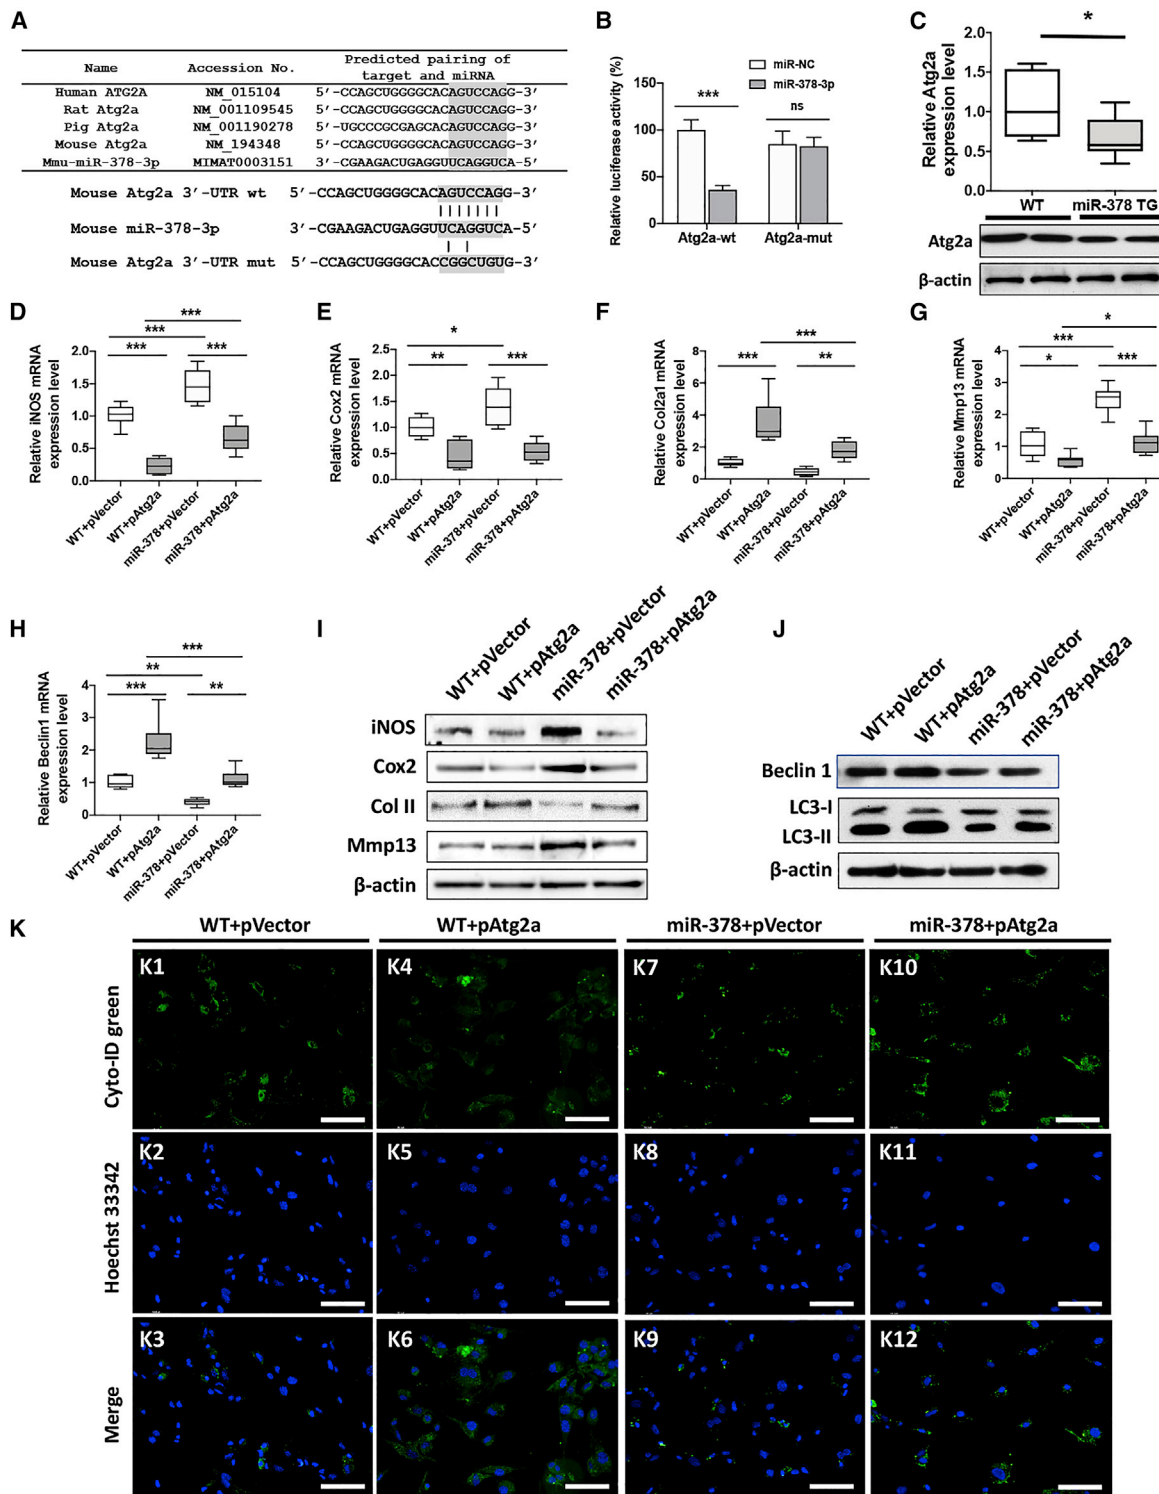 A
Name Accession No. Predicted pairing of target and miRNA
Human ATG2A NM_015104 5'-CCAGCTGGGGCACAGUCCAGG-3'
Rat Atg2a NM_001109545 5'-CCAGCTGGGGCACAGUCCAGG-3'
Pig Atg2a NM_001190278 5'-UGCCCGCGAGCACAGUCCAGG-3'
Mouse Atg2a NM_194348 5'-CCAGCTGGGGCACAGUCCAGG-3'
Mmu-miR-378-3p MIMAT0003151 3'-CGAAGACTGAGGTUCAGGUCA-5'
Mouse Atg2a 3'-UTR wt 5'-CCAGCUGGGGCACAGUCCAGG-3'
Mouse miR-378-3p 3'-CGAAGACUGAGGUUCAGGUCA-5'
Mouse Atg2a 3'-UTR mut 5'-CCAGCUGGGGCACCGGCUGUG-3'
B
miR-NC
miR-378-3p
Relative luciferase activity (%)
150
100
50
0
***
ns
Atg2a-wt Atg2a-mut
C
*
Relative Atg2a
expression level
2.0
1.5
1.0
0.5
0.0
WT miR-378 TG
Atg2a
β-actin
D
***
***
*** ***
Relative iNOS mRNA
expression level
2.0
1.5
1.0
0.5
0.0
WT+pVector
WT+pAtg2a
miR-378+pVector
miR-378+pAtg2a
E
*
** ***
Relative Cox2 mRNA
expression level
2.5
2.0
1.5
1.0
0.5
0.0
WT+pVector
WT+pAtg2a
miR-378+pVector
miR-378+pAtg2a
F
***
*** **
Relative Col2a1 mRNA
expression level
8
6
4
2
0
WT+pVector
WT+pAtg2a
miR-378+pVector
miR-378+pAtg2a
G
*
***
* ***
Relative Mmp13 mRNA
expression level
4
3
2
1
0
WT+pVector
WT+pAtg2a
miR-378+pVector
miR-378+pAtg2a
H
***
**
*** **
Relative Beclin1 mRNA
expression level
4
3
2
1
0
WT+pVector
WT+pAtg2a
miR-378+pVector
miR-378+pAtg2a
I
WT+pVector
WT+pAtg2a
miR-378+pVector
miR-378+pAtg2a
iNOS
Cox2
Col II
Mmp13
β-actin
J
WT+pVector
WT+pAtg2a
miR-378+pVector
miR-378+pAtg2a
Beclin 1
LC3-I
LC3-II
β-actin
K
WT+pVector WT+pAtg2a miR-378+pVector miR-378+pAtg2a
Cyto-ID green
K1 K4 K7 K10
Hoechst 33342
K2 K5 K8 K11
Merge
K3 K6 K9 K12